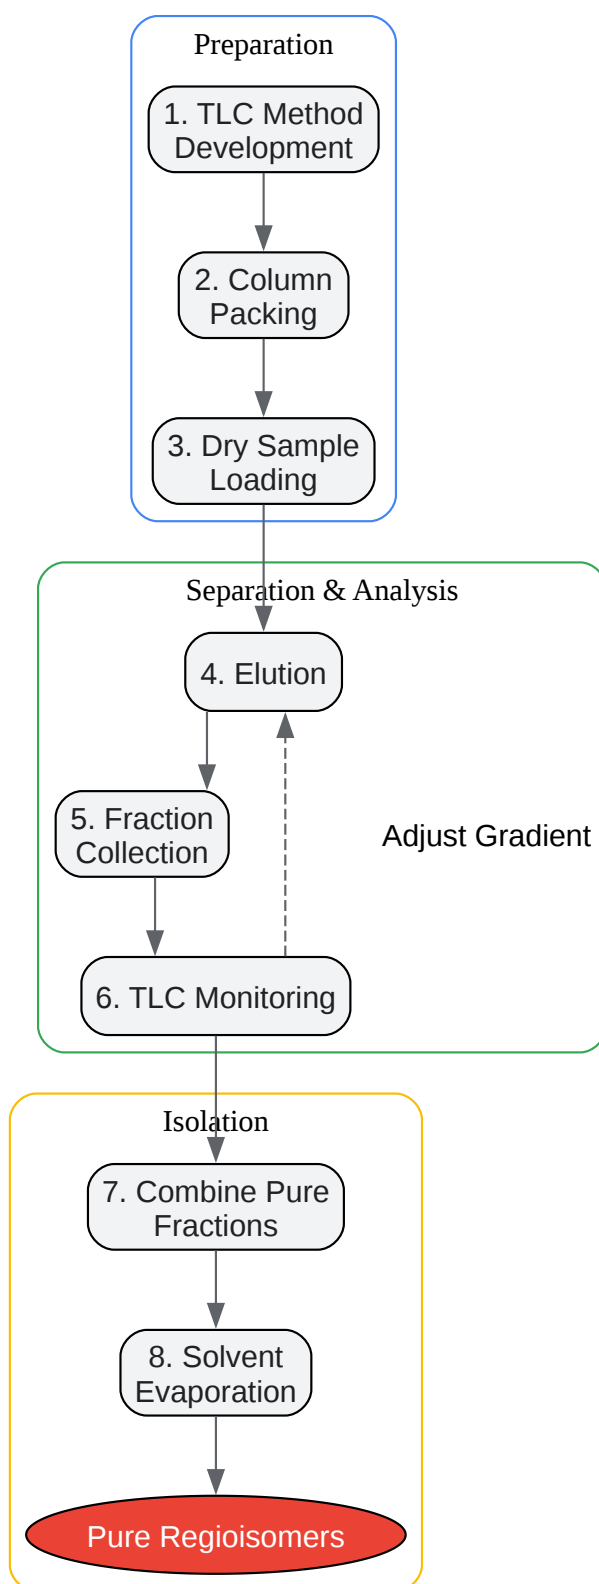 Preparation
1. TLC Method
Development
2. Column
Packing
3. Dry Sample
Loading
Separation & Analysis
4. Elution
5. Fraction
Collection
Adjust Gradient
6. TLC Monitoring
Isolation
7. Combine Pure
Fractions
8. Solvent
Evaporation
Pure Regioisomers